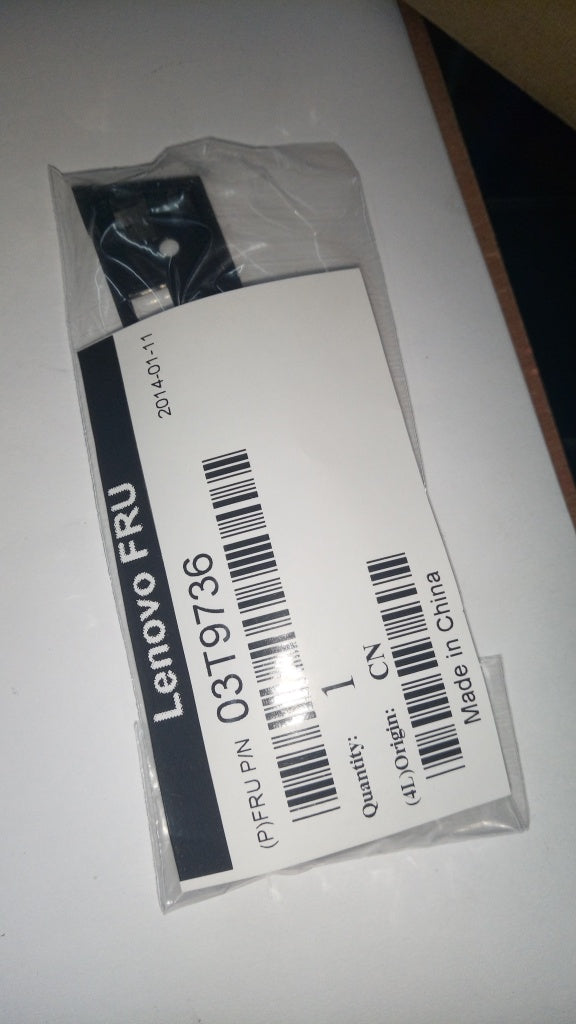 Lenovo FRU
2014-01-11
(P)FRU P/N 03T9736
Quantity: 1
(4L)Origin: CN
Made in China